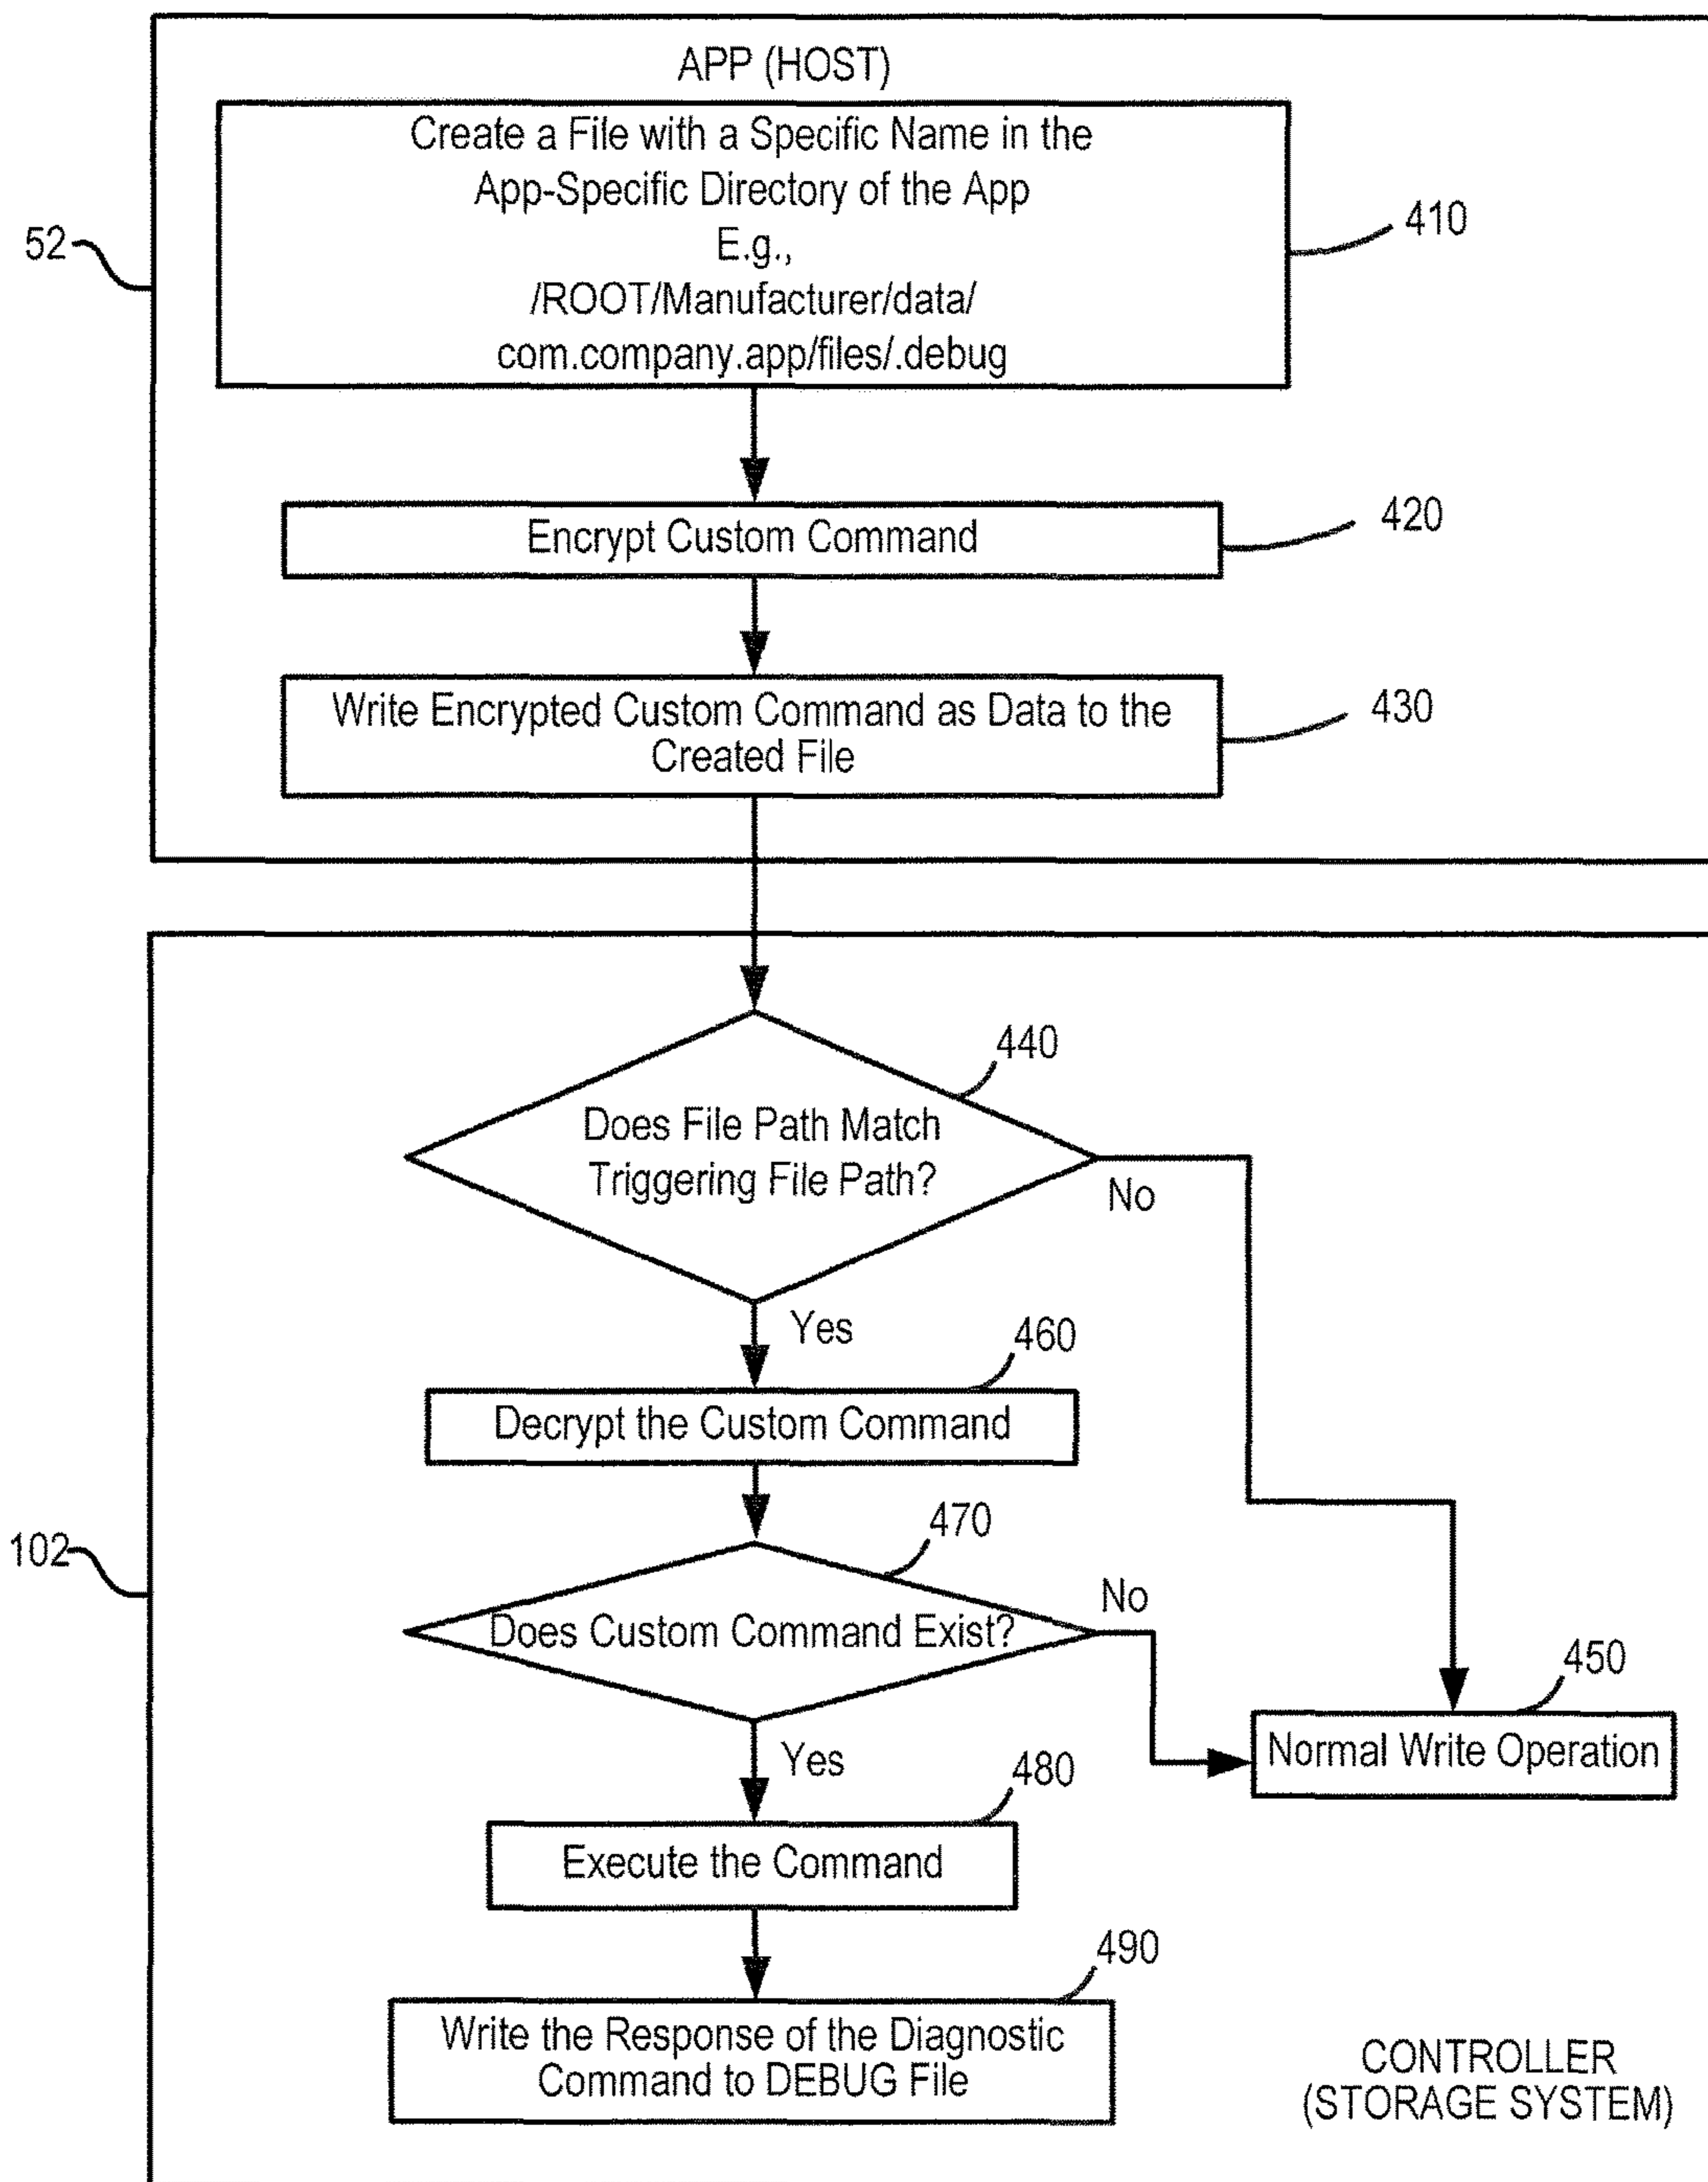 APP (HOST)
Create a File with a Specific Name in the
App-Specific Directory of the App
E.g.,
/ROOT/Manufacturer/data/
com.company.app/files/.debug
410
52
Encrypt Custom Command
420
Write Encrypted Custom Command as Data to the
Created File
430
440
Does File Path Match
Triggering File Path?
No
Yes
460
Decrypt the Custom Command
470
102
Does Custom Command Exist?
No
450
Normal Write Operation
Yes
480
Execute the Command
490
Write the Response of the Diagnostic
Command to DEBUG File
CONTROLLER
(STORAGE SYSTEM)